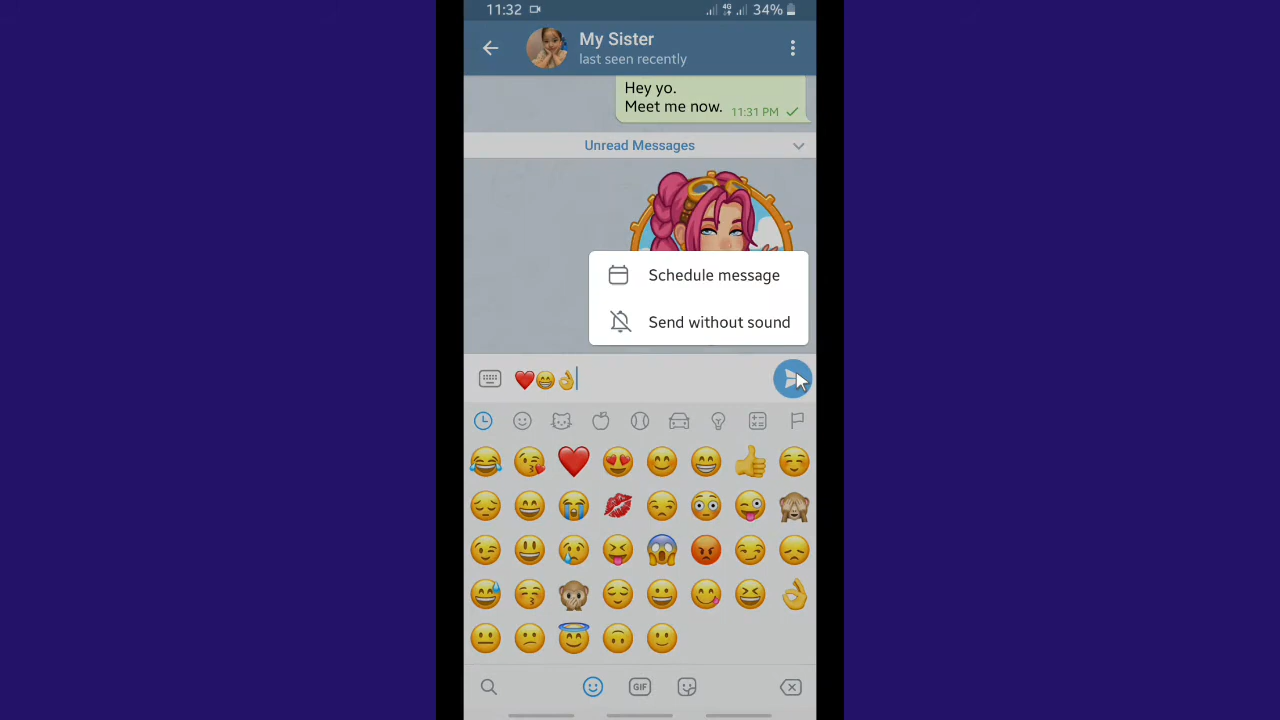 11:32 4G 34%
My Sister
last seen recently
Hey yo.
Meet me now. 11:31 PM
Unread Messages
Schedule message
Send without sound
❤️😁👌
GIF